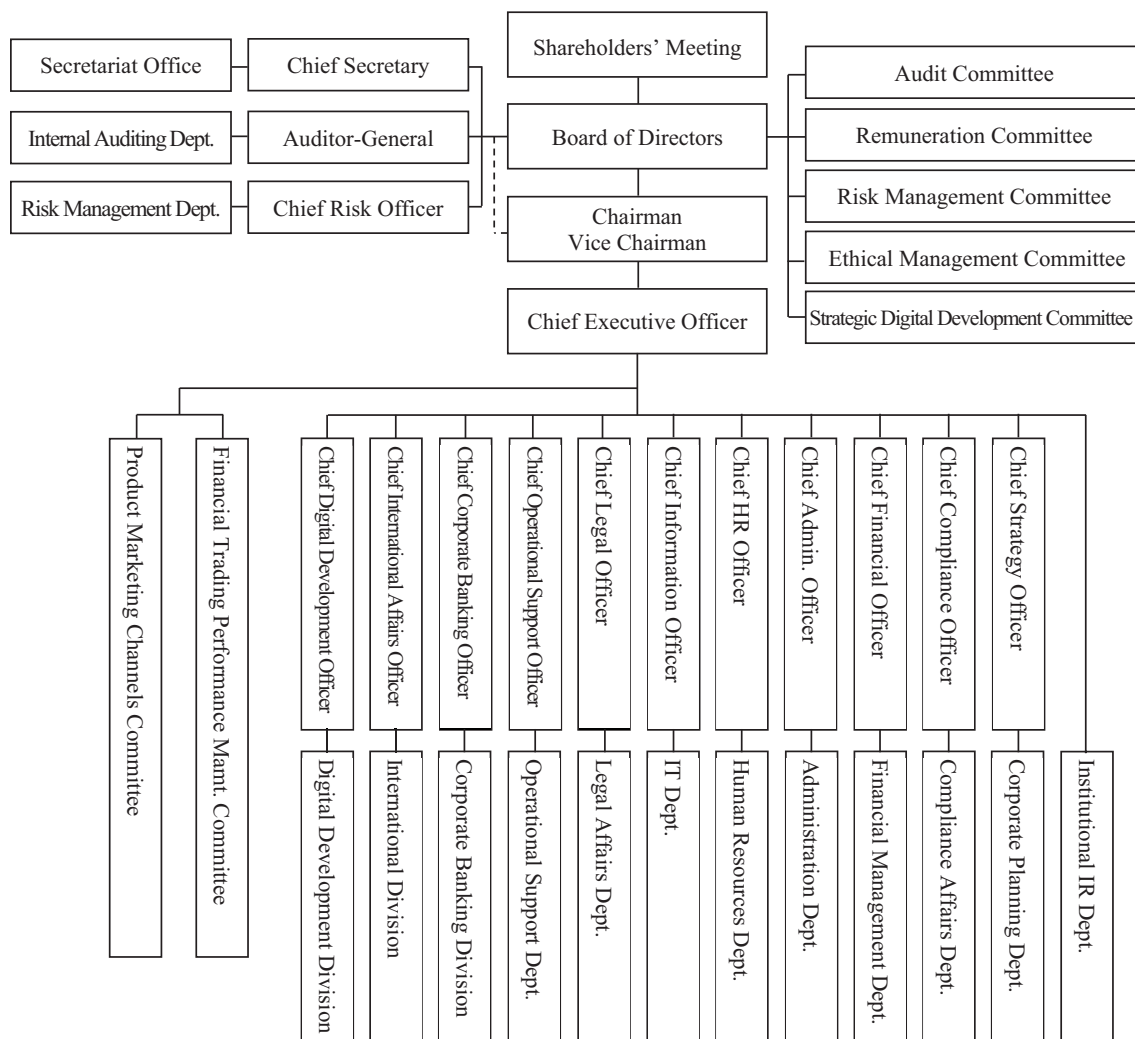 Shareholders’ Meeting
Secretariat Office
Chief Secretary
Audit Committee
Internal Auditing Dept.
Auditor-General
Board of Directors
Remuneration Committee
Risk Management Dept.
Chief Risk Officer
Chairman
Vice Chairman
Risk Management Committee
Ethical Management Committee
Chief Executive Officer
Strategic Digital Development Committee
Product Marketing Channels Committee
Financial Trading Performance Mamt. Committee
Chief Digital Development Officer
Chief International Affairs Officer
Chief Corporate Banking Officer
Chief Operational Support Officer
Chief Legal Officer
Chief Information Officer
Chief HR Officer
Chief Admin. Officer
Chief Financial Officer
Chief Compliance Officer
Chief Strategy Officer
Digital Development Division
International Division
Corporate Banking Division
Operational Support Dept.
Legal Affairs Dept.
IT Dept.
Human Resources Dept.
Administration Dept.
Financial Management Dept.
Compliance Affairs Dept.
Corporate Planning Dept.
Institutional IR Dept.